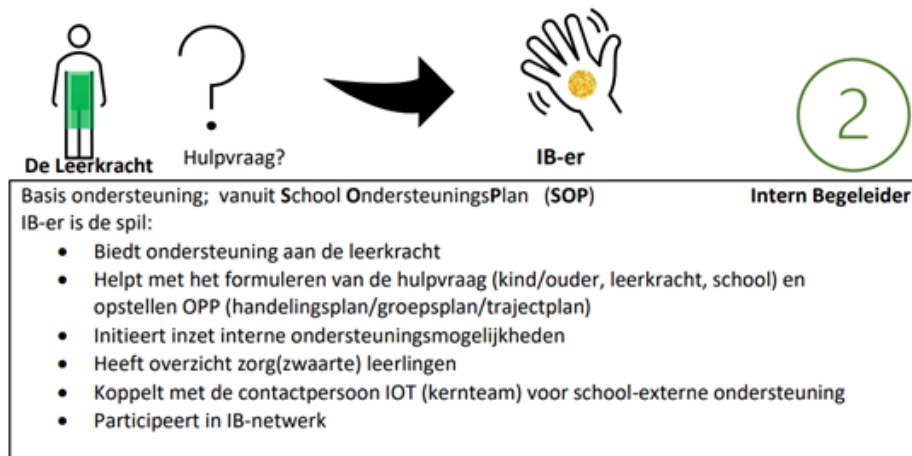 2
De Leerkracht
Hulpvraag?
IB-er
Basis ondersteuning; vanuit School OndersteuningsPlan (SOP)
Intern Begeleider
IB-er is de spil:
• Biedt ondersteuning aan de leerkracht
• Helpt met het formuleren van de hulpvraag (kind/ouder, leerkracht, school) en
opstellen OPP (handelingsplan/groepsplan/trajectplan)
• Initieert inzet interne ondersteuningsmogelijkheden
• Heeft overzicht zorg(zwaarte) leerlingen
• Koppelt met de contactpersoon IOT (kernteam) voor school-externe ondersteuning
• Participeert in IB-netwerk